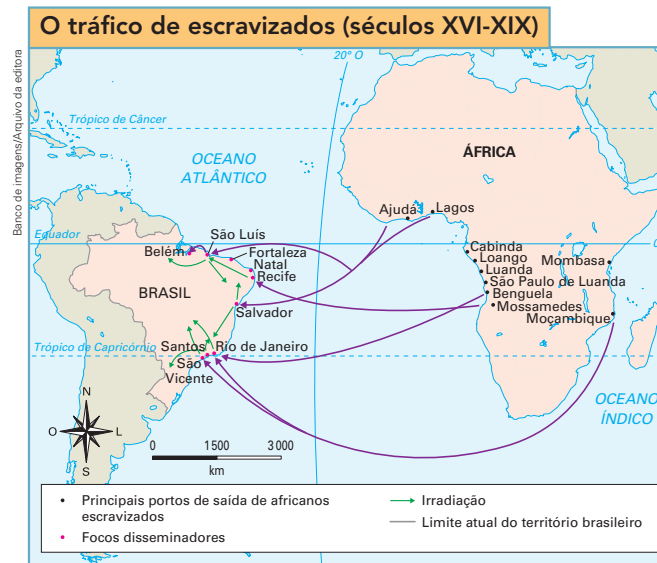 O tráfico de escravizados (séculos XVI-XIX)
Banco de imagens/Arquivo da editora
20° O
Trópico de Câncer
OCEANO
ATLÂNTICO
ÁFRICA
Ajudá
Lagos
Equador
São Luís
Belém
Fortaleza
Natal
Recife
BRASIL
Salvador
Cabinda
Loango
Luanda
São Paulo de Luanda
Benguela
Mossamedes
Mombasa
Moçambique
Trópico de Capricórnio
Santos
Rio de Janeiro
São
Vicente
OCEANO
ÍNDICO
N
O
L
S
0 1500 3 000
km
Principais portos de saída de africanos
escravizados
Focos disseminadores
Irradiação
Limite atual do território brasileiro